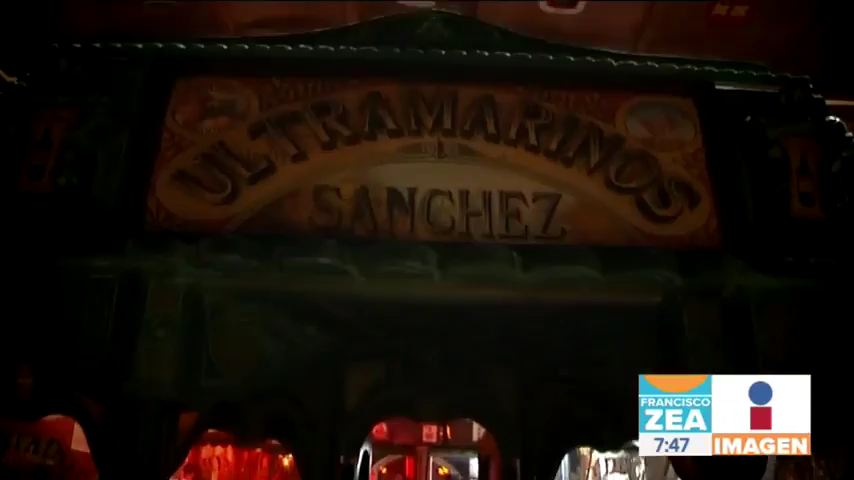 ULTRAMARINOS
SANCHEZ
FRANCISCO
ZEA
7:47
IMAGEN